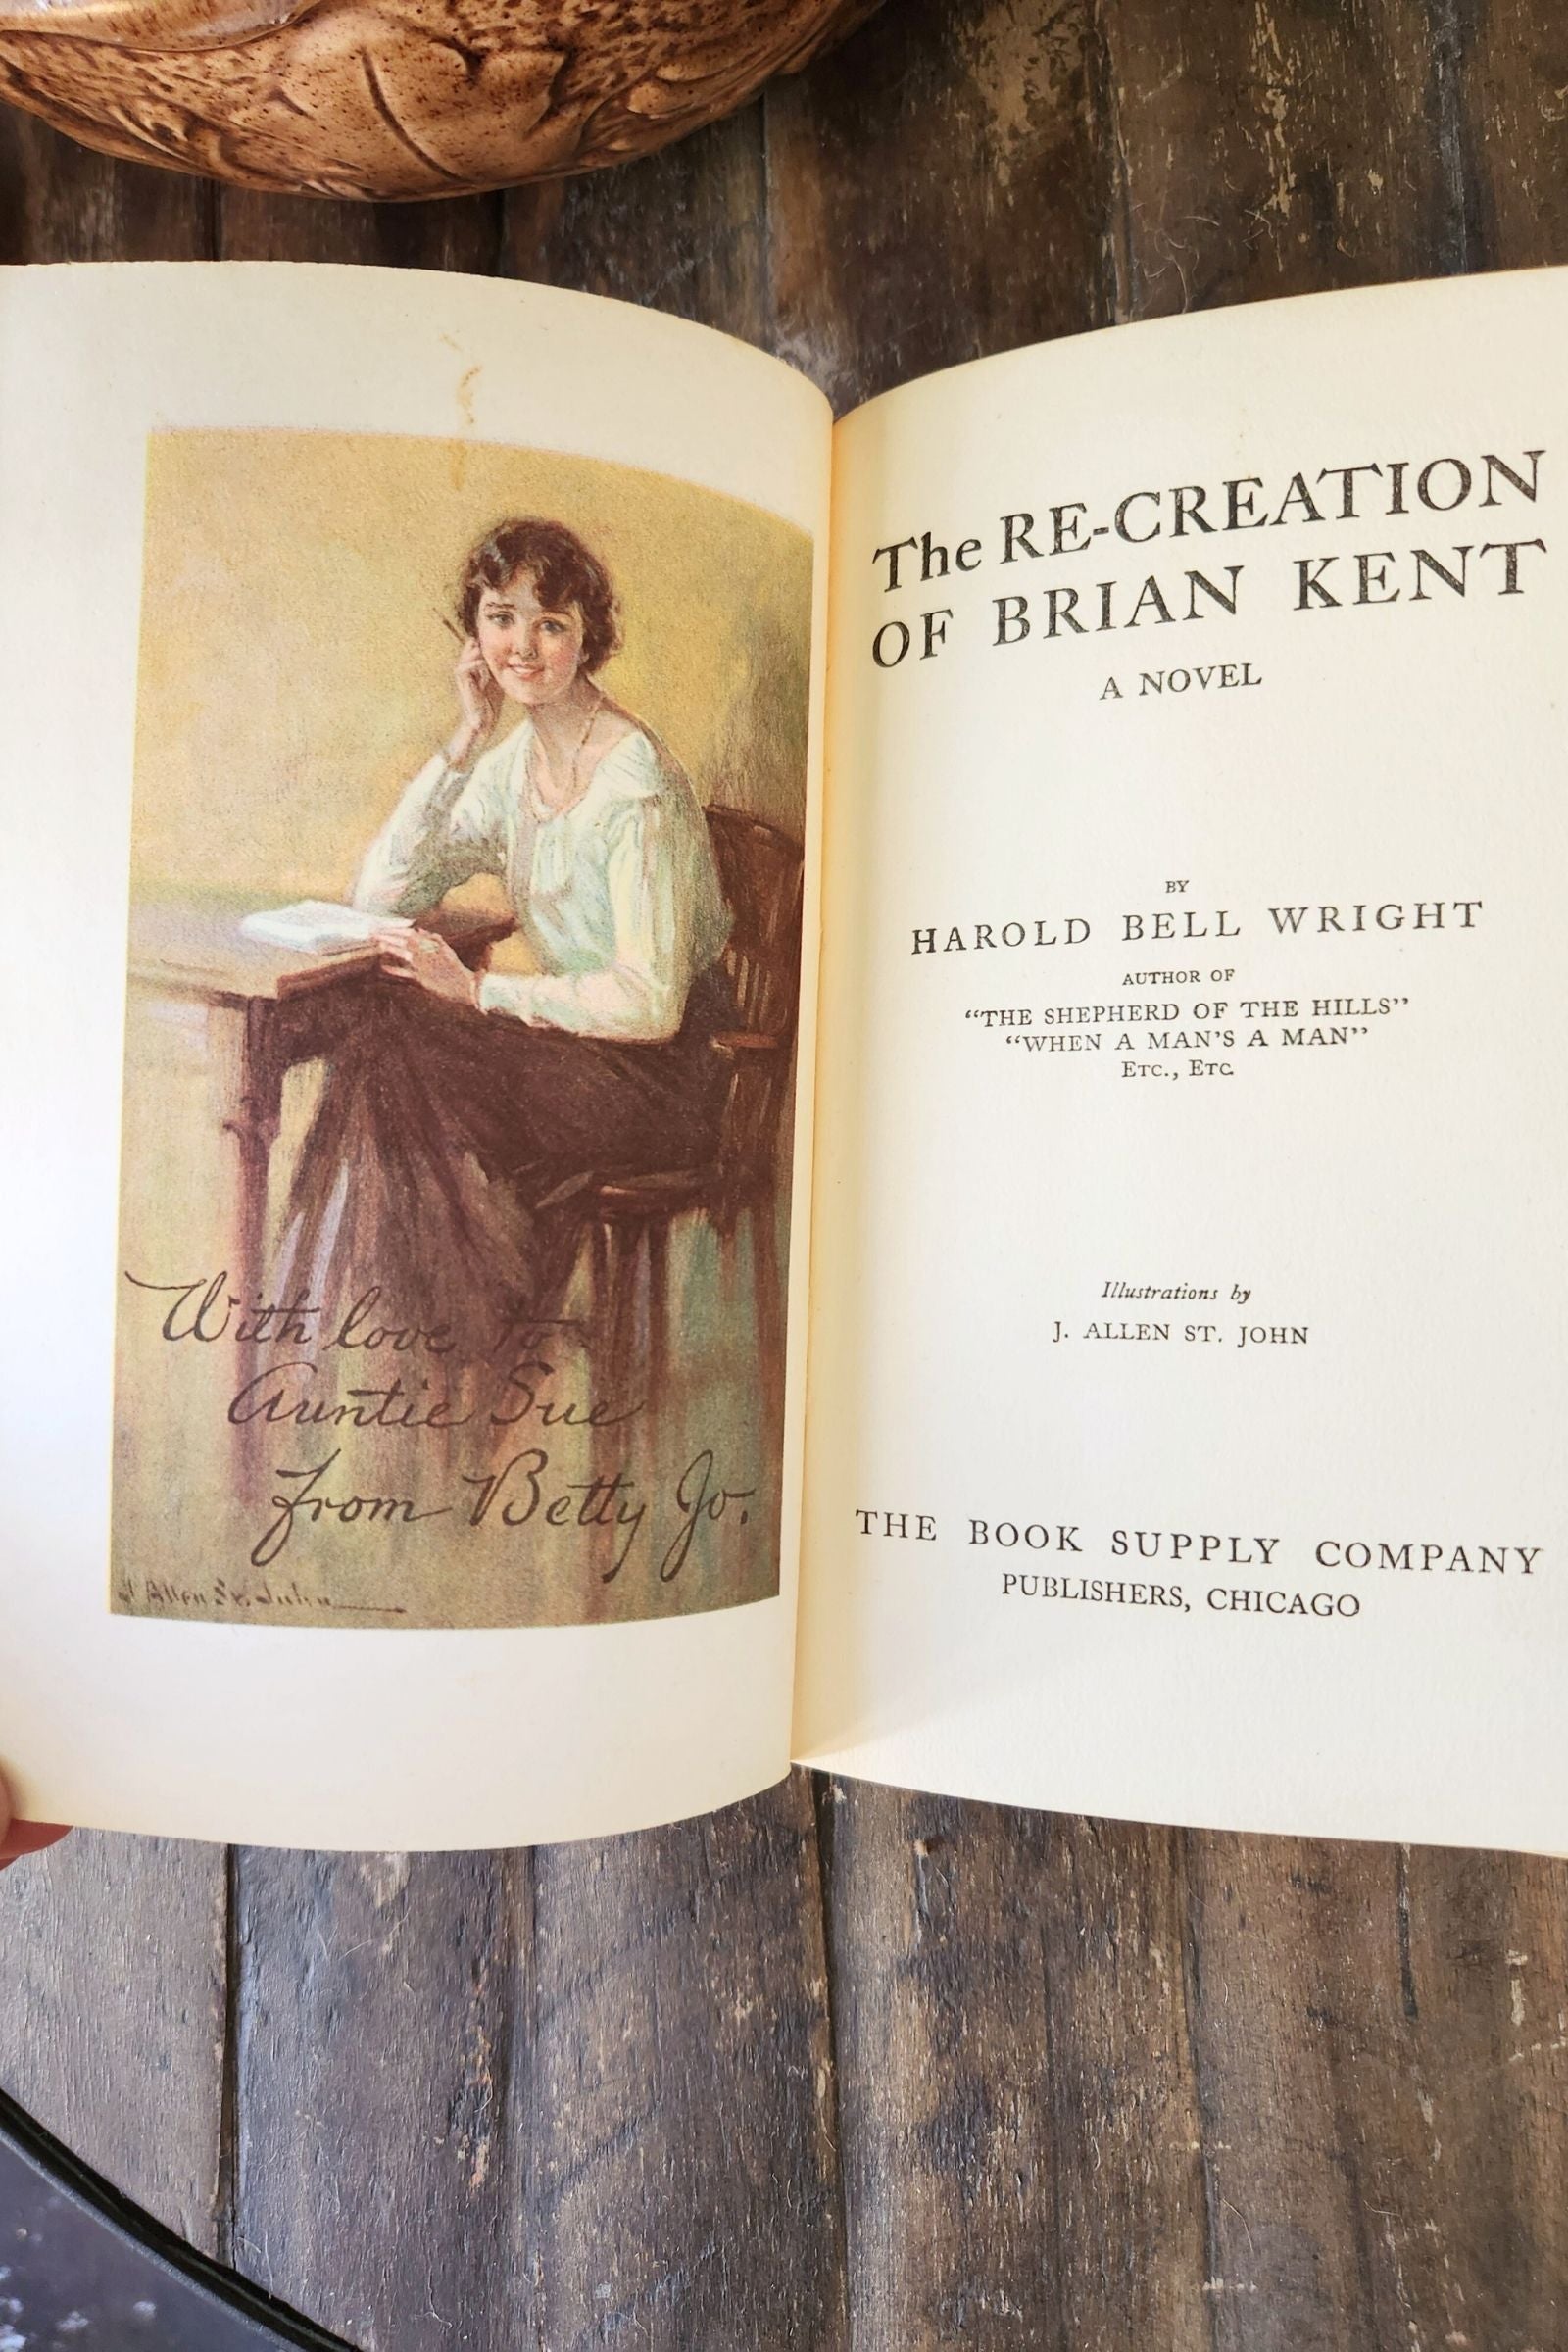 With love to
Auntie Sue
from Betty Jo.
J. Allen St. John
The RE-CREATION
OF BRIAN KENT
A NOVEL
BY
HAROLD BELL WRIGHT
AUTHOR OF
“THE SHEPHERD OF THE HILLS”
“WHEN A MAN’S A MAN”
ETC., ETC.
Illustrations by
J. ALLEN ST. JOHN
THE BOOK SUPPLY COMPANY
PUBLISHERS, CHICAGO